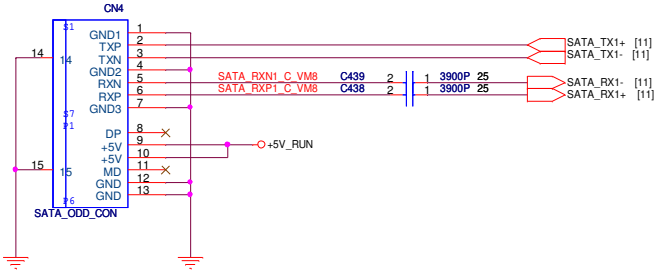 CN4
S1
GND1 1
TXP 2 SATA_TX1+ [11]
TXN 3 SATA_TX1- [11]
14 14 GND2 4
RXN 5 SATA_RXN1_C_VM8 C439 2 1 3900P 25 SATA_RX1- [11]
RXP 6 SATA_RXP1_C_VM8 C438 2 1 3900P 25 SATA_RX1+ [11]
GND3 7
S7
P1
DP 8
+5V 9 +5V_RUN
+5V 10
15 15 MD 11
GND 12
GND 13
P6
SATA_ODD_CON